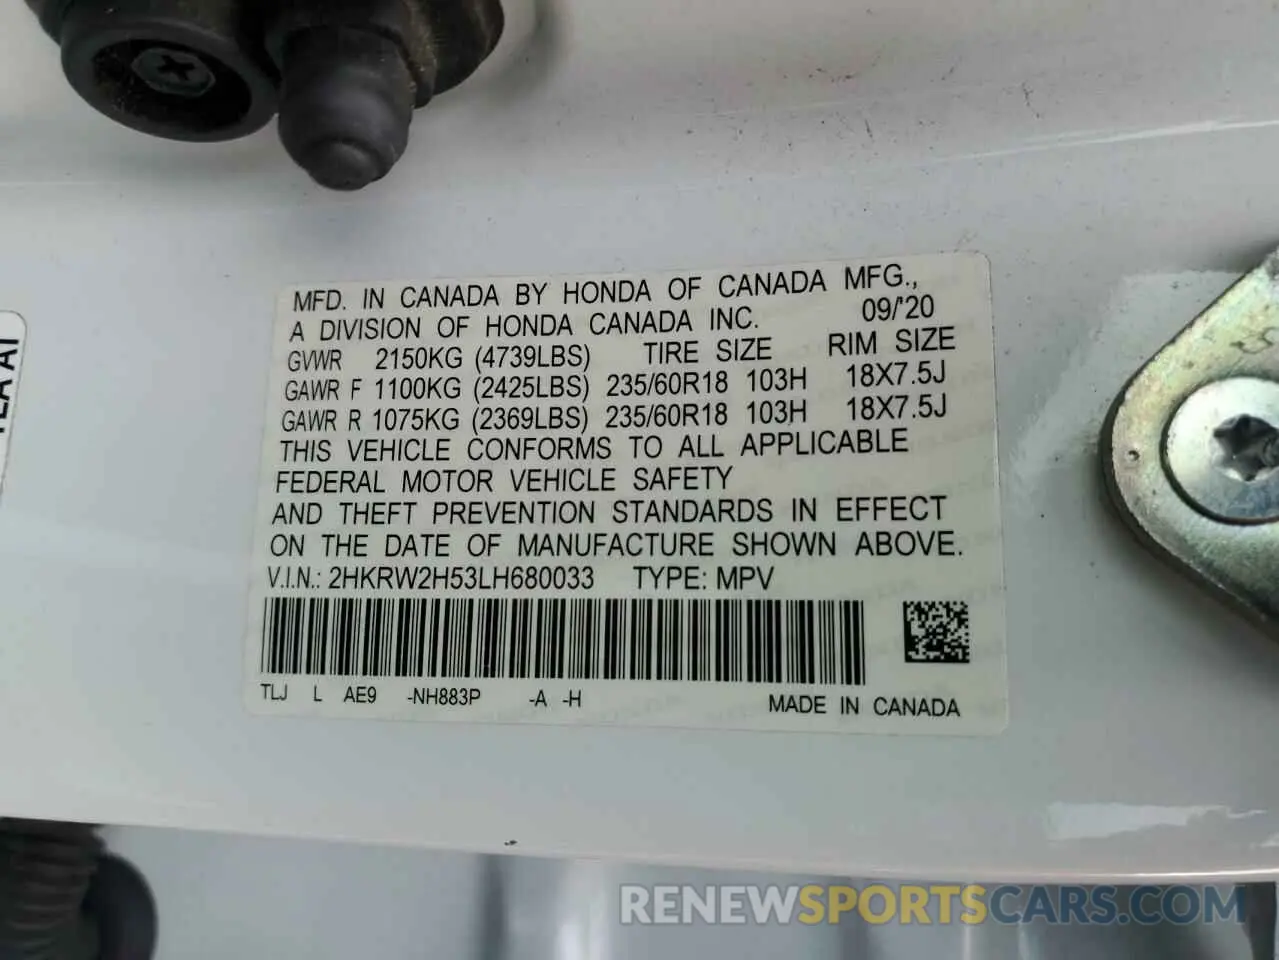 MFD. IN CANADA BY HONDA OF CANADA MFG.,
A DIVISION OF HONDA CANADA INC. 09/'20
GVWR 2150KG (4739LBS) TIRE SIZE RIM SIZE
GAWR F 1100KG (2425LBS) 235/60R18 103H 18X7.5J
GAWR R 1075KG (2369LBS) 235/60R18 103H 18X7.5J
THIS VEHICLE CONFORMS TO ALL APPLICABLE
FEDERAL MOTOR VEHICLE SAFETY
AND THEFT PREVENTION STANDARDS IN EFFECT
ON THE DATE OF MANUFACTURE SHOWN ABOVE.
V.I.N.: 2HKRW2H53LH680033 TYPE: MPV
TLJ L AE9 -NH883P -A -H MADE IN CANADA
RENEWSPORTSCARS.COM